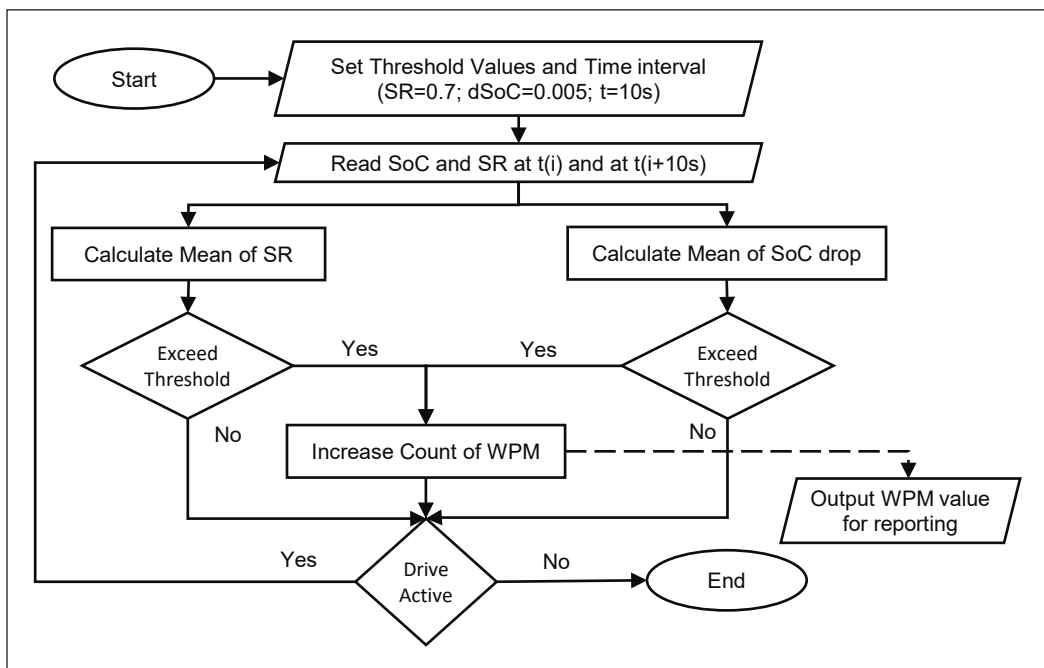 Start
Set Threshold Values and Time interval
(SR=0.7; dSoC=0.005; t=10s)
Read SoC and SR at t(i) and at t(i+10s)
Calculate Mean of SR
Calculate Mean of SoC drop
Exceed
Threshold
Yes
Yes
Exceed
Threshold
No
Increase Count of WPM
No
Output WPM value
for reporting
Yes
Drive
Active
No
End